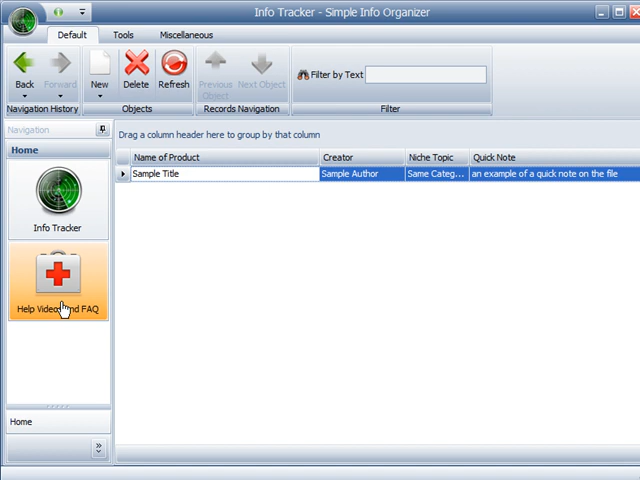 Info Tracker - Simple Info Organizer
Default Tools Miscellaneous
Back Forward New Delete Refresh Previous Object Next Object Filter by Text
Navigation History Objects Records Navigation Filter
Navigation
Drag a column header here to group by that column
Home
Name of Product Creator Niche Topic Quick Note
Sample Title Sample Author Same Categ... an example of a quick note on the file
Info Tracker
Help Videos and FAQ
Home